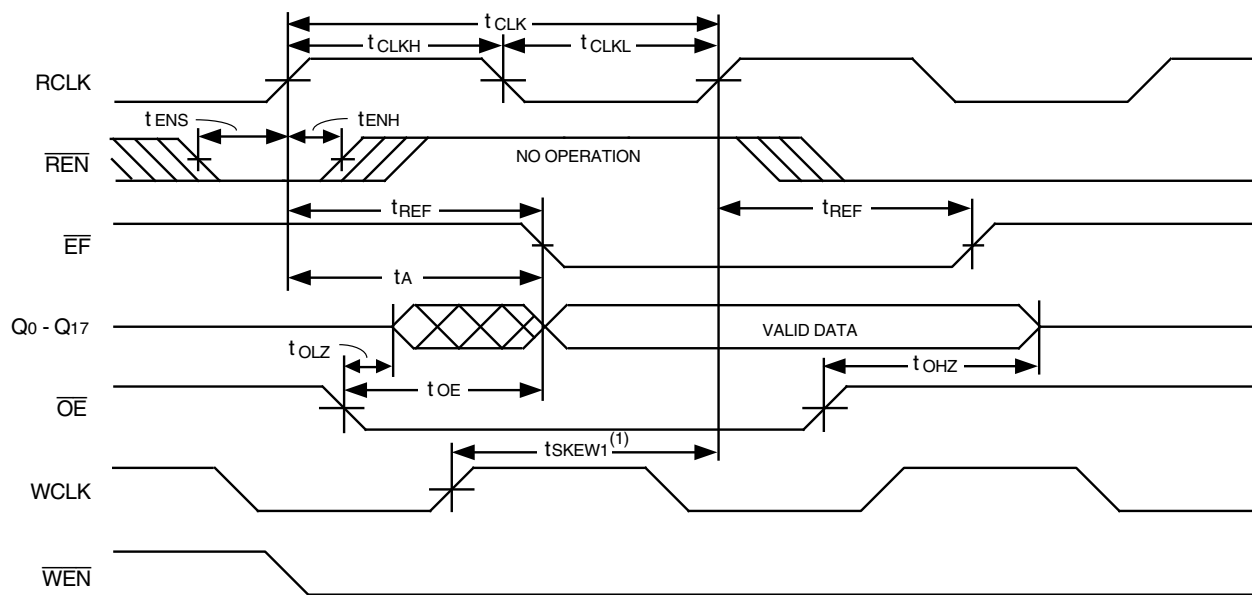 tCLK
tCLKH tCLKL
RCLK
tENS tENH
REN NO OPERATION
tREF tREF
EF
tA
Q0 - Q17 VALID DATA
tOLZ tOHZ
tOE
OE
tSKEW1(1)
WCLK
WEN